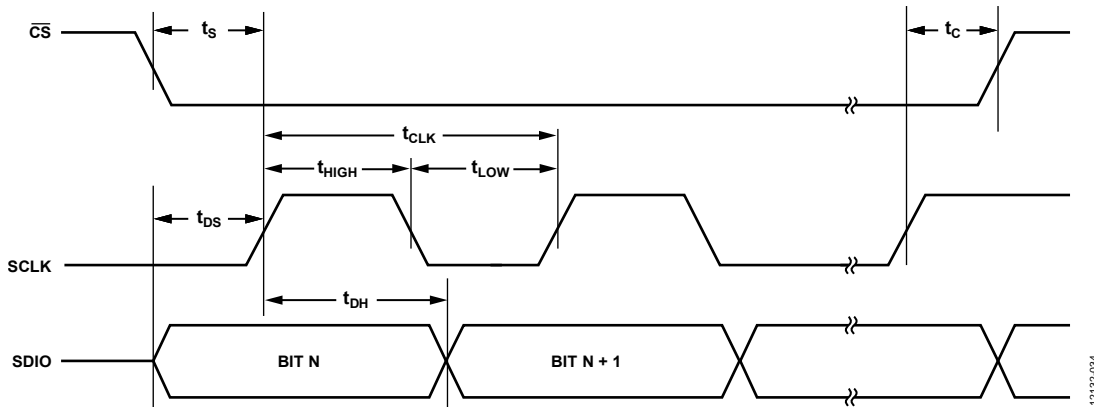 CS tS tC
tCLK
tHIGH tLOW
tDS
SCLK
tDH
SDIO BIT N BIT N + 1
12132-034